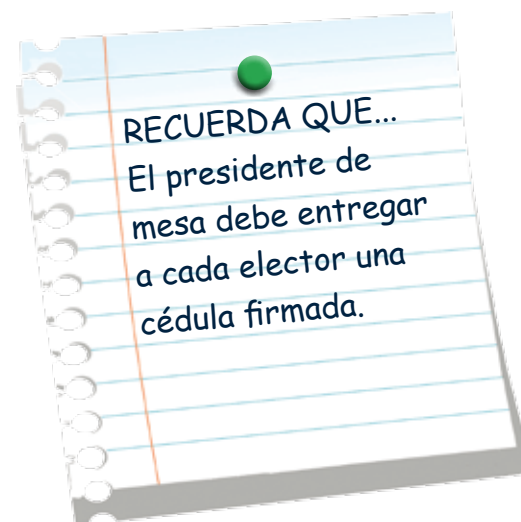 RECUERDA QUE...
El presidente de
mesa debe entregar
a cada elector una
cédula firmada.